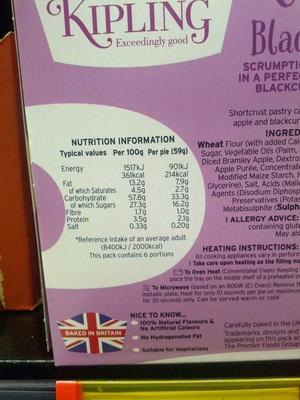 KIPLING
Exceedingly good
Blac
SCRUMPTI
IN A PERFE
BLACKCU
Shortcrust pastry ca
apple and blackcur
NUTRITION INFORMATION
Typical values Per 100g Per pie (59g)
Energy 1517kJ 901kJ
361kcal 214kcal
Fat 13.2g 7.9g
of which Saturates 4.5g 2.7g
Carbohydrate 57.8g 33.3g
of which Sugars 27.3g 16.2g
Fibre 1.7g 1.0g
Protein 3.5g 2.1g
Salt 0.33g 0.20g
*Reference Intake of an average adult
(8400kJ / 2000kcal)
This pack contains 6 portions
INGRED
Wheat Flour (with added Cal
Sugar, Vegetable Oils (Palm,
Diced Bramley Apple, Dextro
Apple Purée, Concentrate
Modified Maize Starch, H
Glycerine), Salt, Acids (Malic
Disodium Diphosph
Preservatives (Potas
Metabisulphite (Sulph
! ALLERGY ADVICE:
containing glut
May als
HEATING INSTRUCTIONS:
All cooking appliances vary in perform
! Take care upon heating as the filling ma
To Oven Heat (Conventional Oven): Remove
place the tray on the middle shelf of a preheated o
To Microwave (based on an 800W (E) Oven): Remove
metallic plate. Heat for only 10 seconds per pie on maximum
for 30 seconds only. Can be served warm or cold
NICE TO KNOW...
100% Natural Flavours &
No Artificial Colours
No Hydrogenated Fat
Suitable for Vegetarians
BAKED IN BRITAIN
Carefully baked in the U
Trademarks, designs and
appearing on this pack ar
The Premier Foods Group